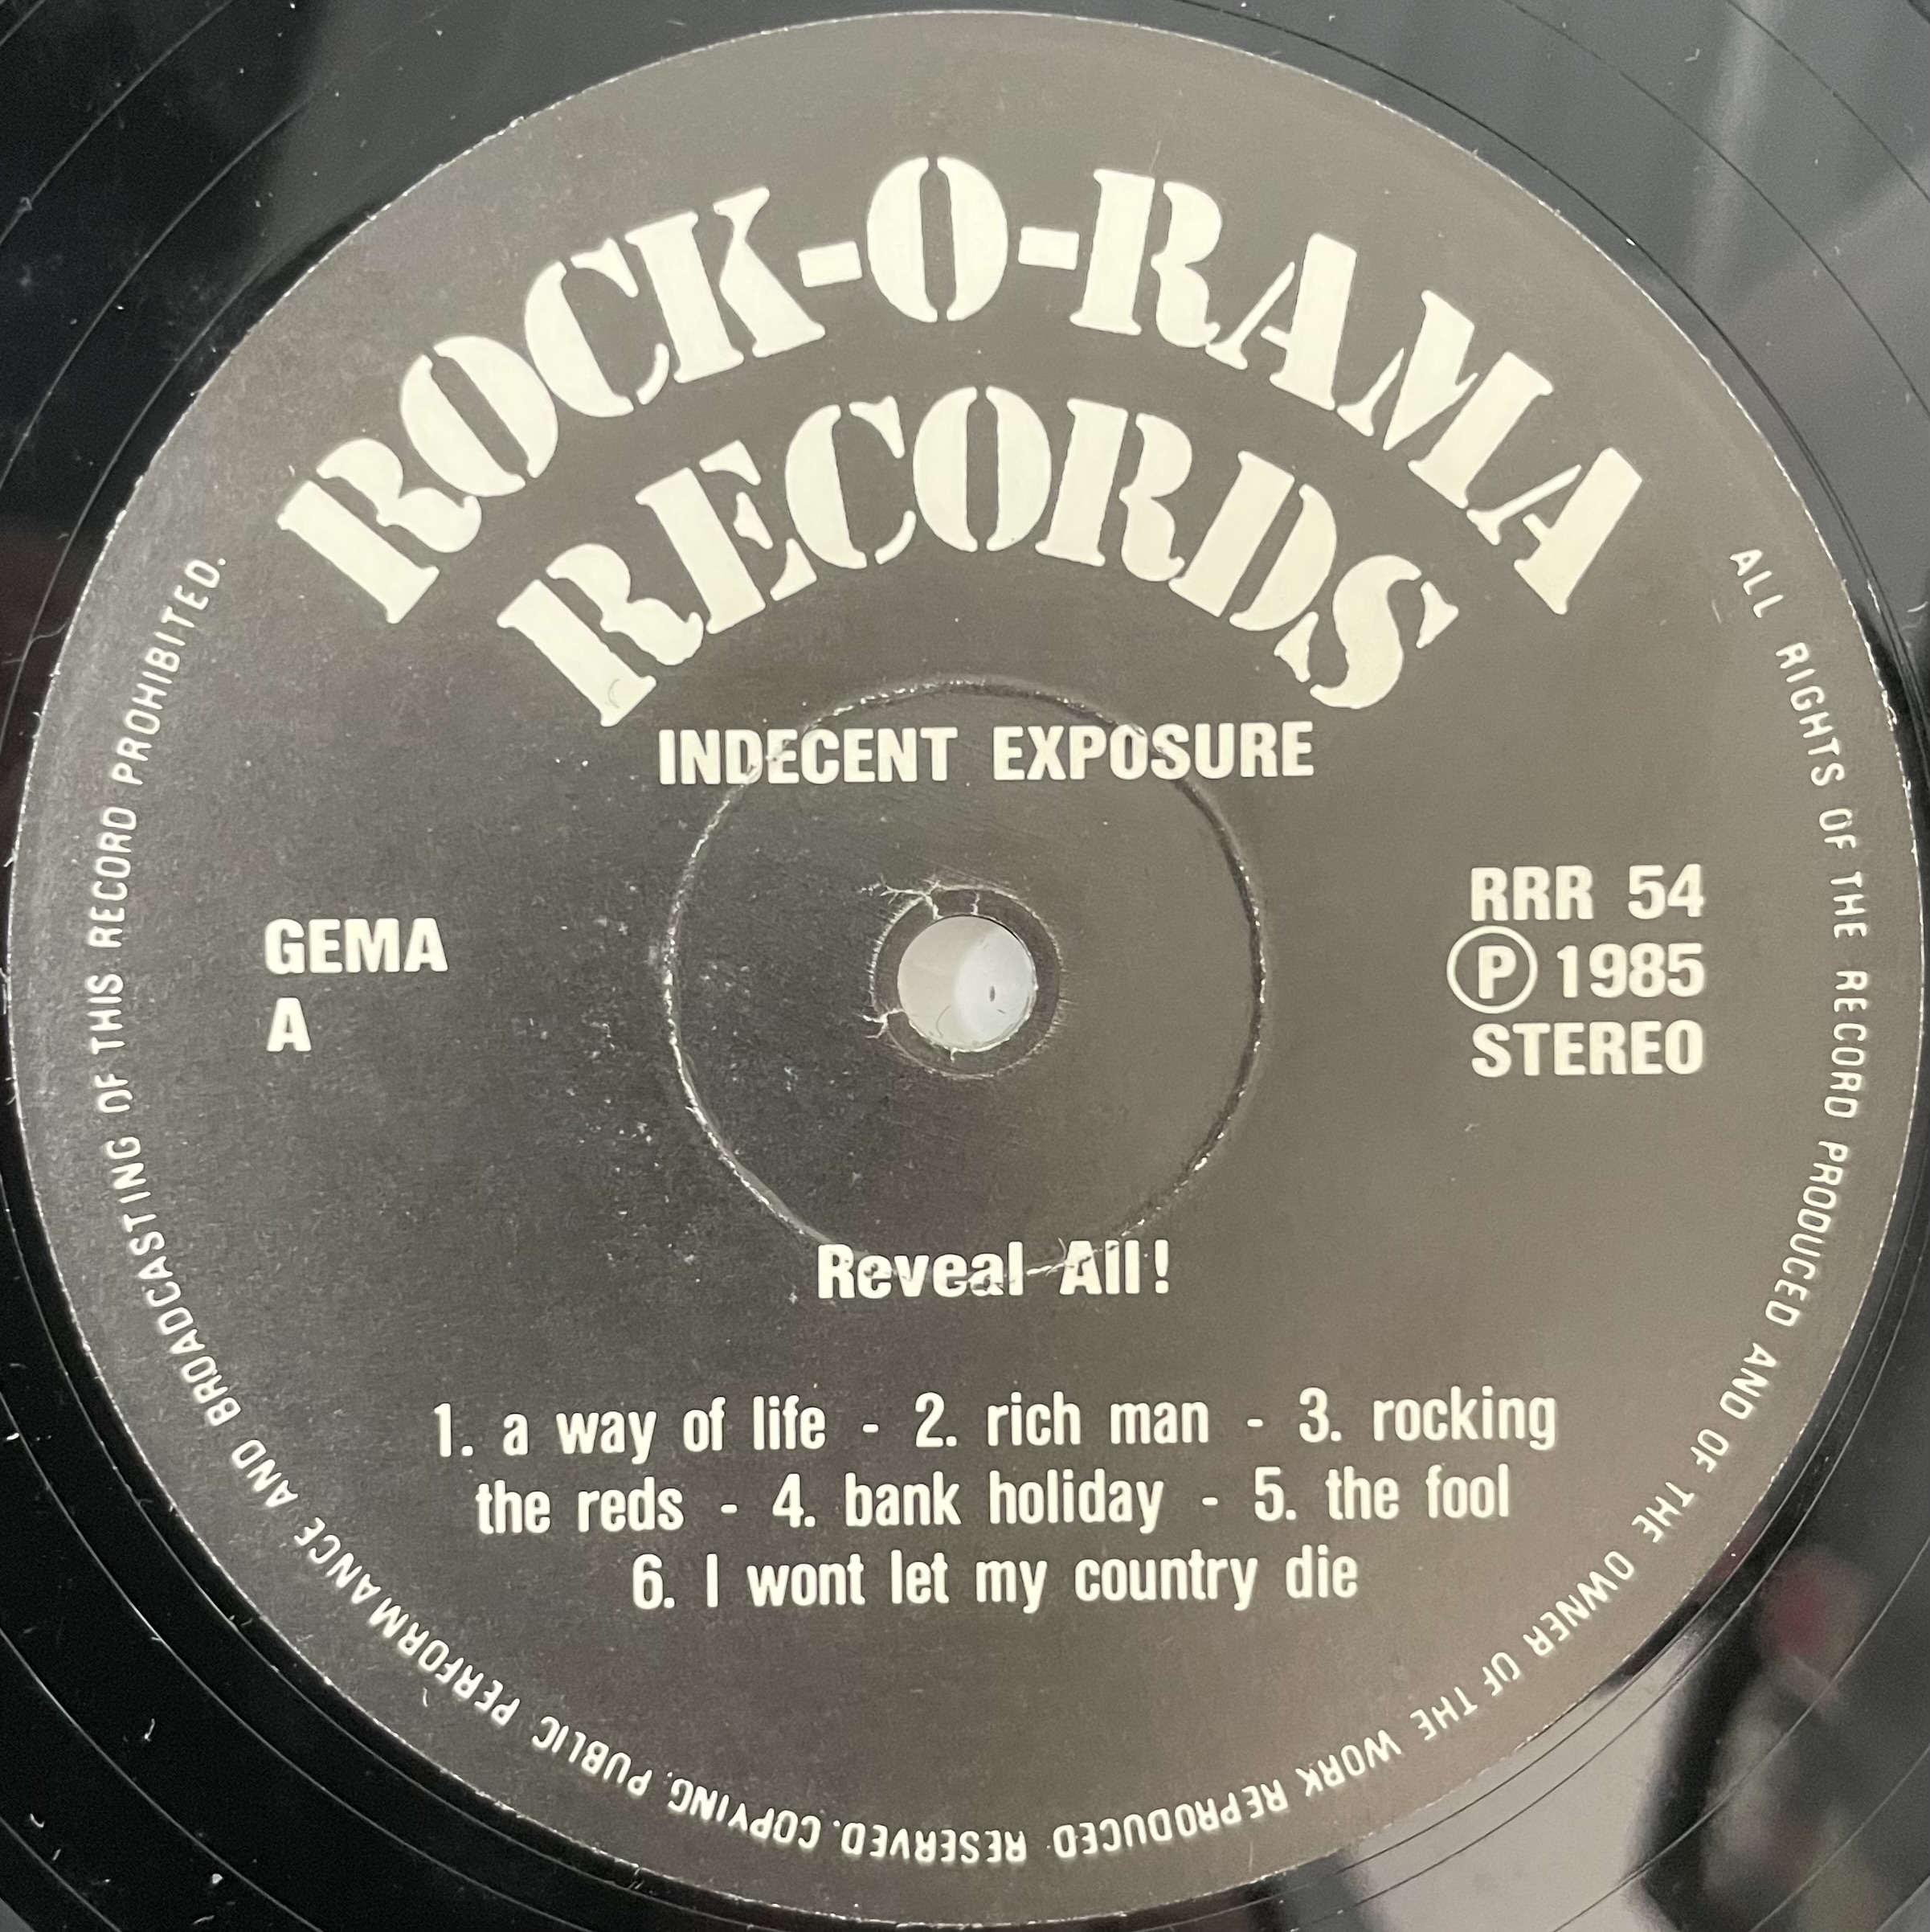 ROCK-O-RAMA
RECORDS
INDECENT EXPOSURE
GEMA
A
RRR 54
Ⓟ 1985
STEREO
Reveal All!
1. a way of life - 2. rich man - 3. rocking
the reds - 4. bank holiday - 5. the fool
6. I wont let my country die
ALL RIGHTS OF THE RECORD PRODUCED AND OF THE OWNER OF THE WORK REPRODUCED RESERVED. COPYING. PUBLIC PERFORMANCE AND BROADCASTING OF THIS RECORD PROHIBITED.